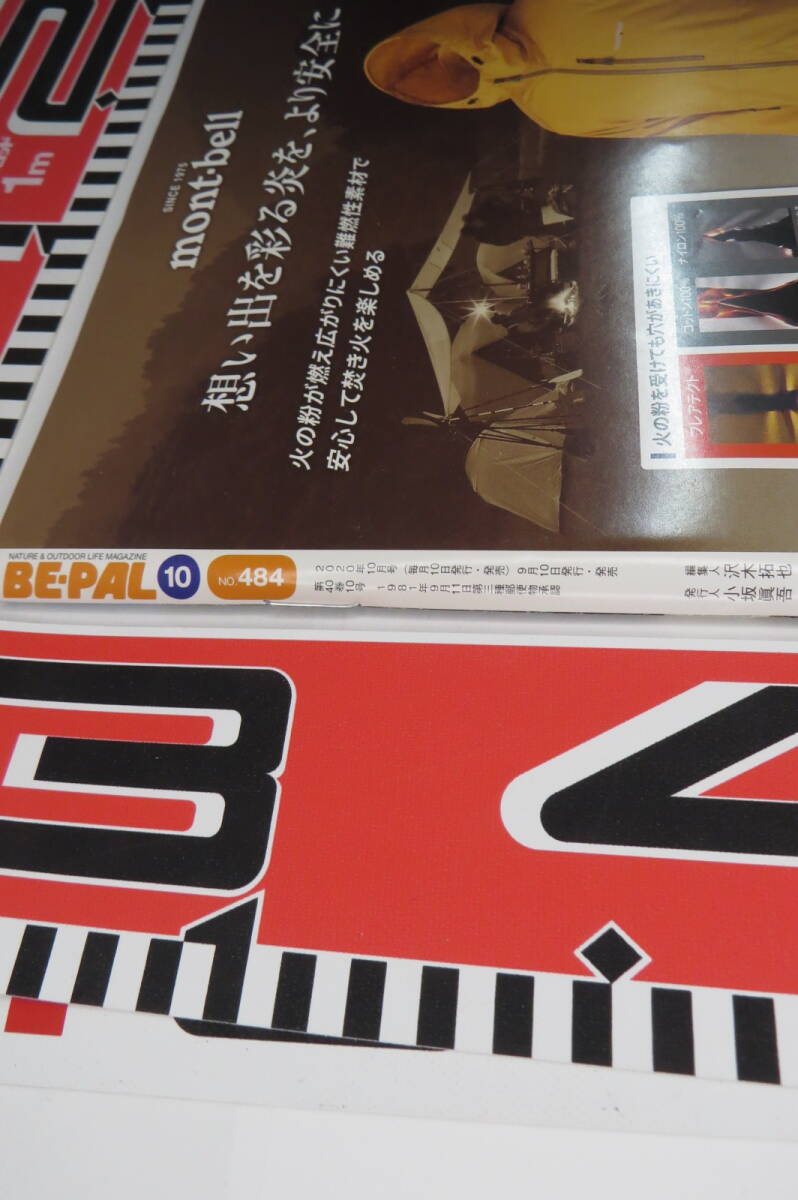 2
1m
SINCE 1975
mont-bell
想い出を彩る炎を、より安全に
火の粉が燃え広がりにくい難燃性素材で
安心して焚き火を楽しめる
火の粉を受けても穴があきにくい
フレアテクト
コットン100%
ナイロン100%
NATURE & OUTDOOR LIFE MAGAZINE
BE-PAL 10 NO. 484
2020年10月号(毎月10日発行・発売)9月10日発行・発売
第40巻10号 1981年9月11日第三種郵便物承認
編集人 沢木拓也
発行人 小坂眞吾
3 4